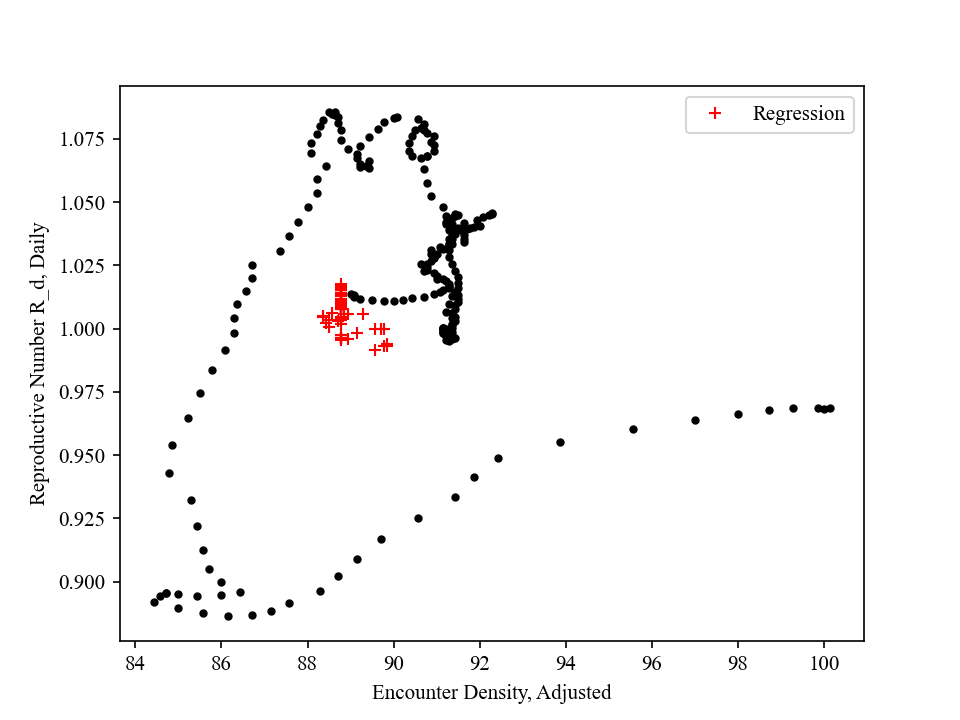 Regression
1.075
1.050
1.025
1.000
0.975
0.950
0.925
0.900
Reproductive Number R_d, Daily
84 86 88 90 92 94 96 98 100
Encounter Density, Adjusted